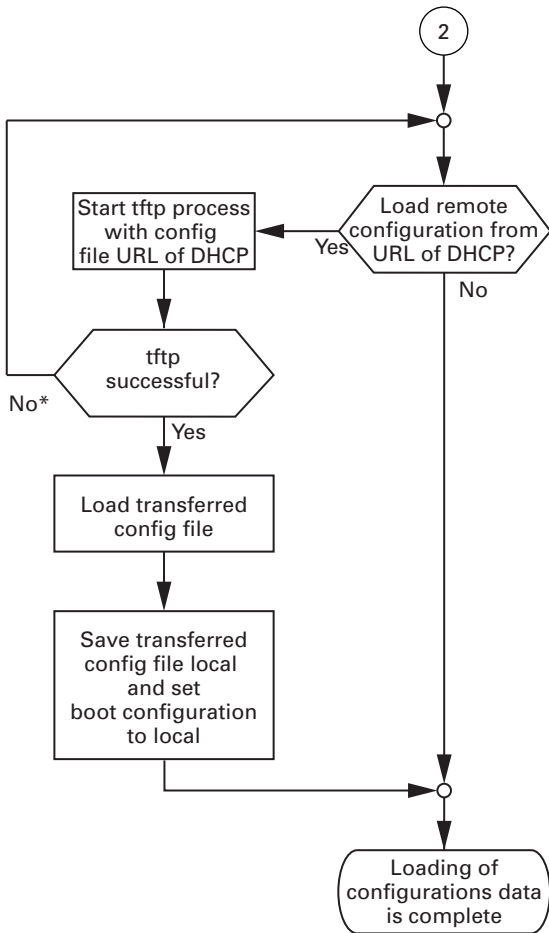 2
Load remote
configuration from
URL of DHCP?
Yes
No
Start tftp process
with config
file URL of DHCP
tftp
successful?
No*
Yes
Load transferred
config file
Save transferred
config file local
and set
boot configuration
to local
Loading of
configurations data
is complete